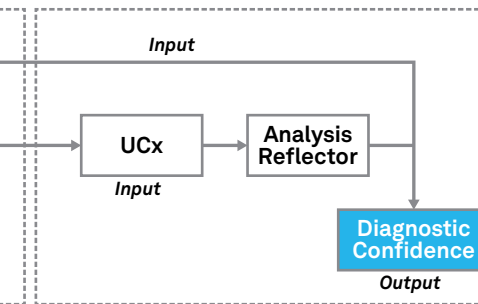 Input
UCx
Analysis
Reflector
Input
Diagnostic
Confidence
Output